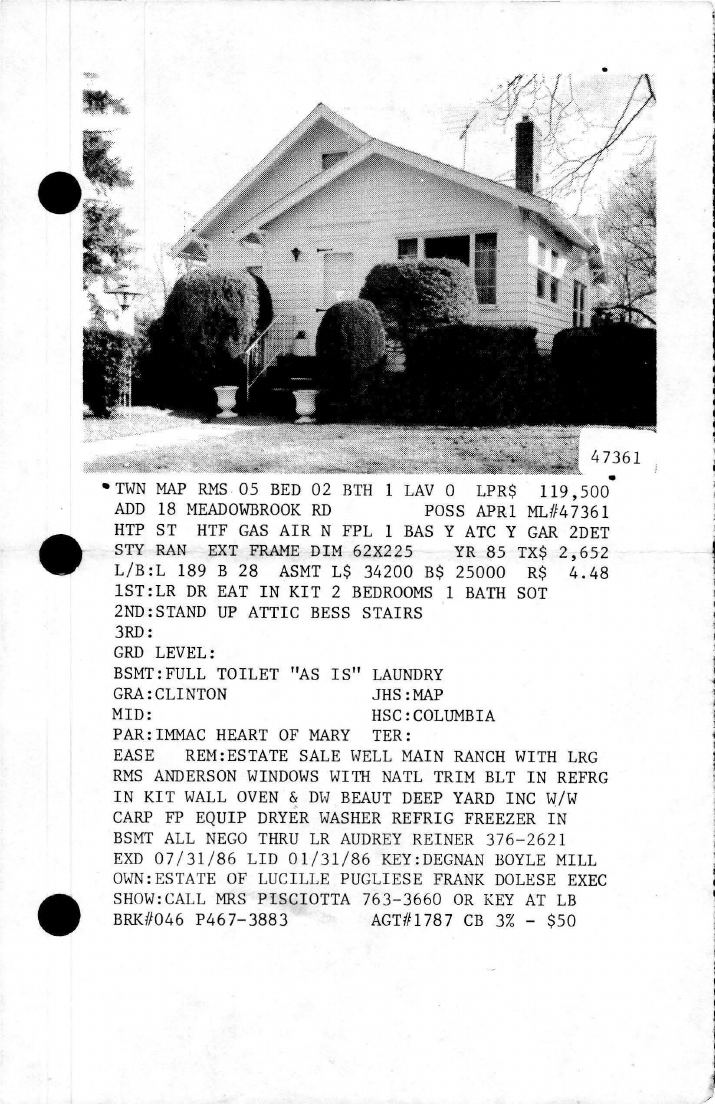 47361
TWN MAP RMS 05 BED 02 BTH 1 LAV 0 LPR$ 119,500
ADD 18 MEADOWBROOK RD POSS APR1 ML#47361
HTP ST HTF GAS AIR N FPL 1 BAS Y ATC Y GAR 2DET
STY RAN EXT FRAME DIM 62X225 YR 85 TX$ 2,652
L/B:L 189 B 28 ASMT L$ 34200 B$ 25000 R$ 4.48
1ST:LR DR EAT IN KIT 2 BEDROOMS 1 BATH SOT
2ND:STAND UP ATTIC BESS STAIRS
3RD:
GRD LEVEL:
BSMT:FULL TOILET "AS IS" LAUNDRY
GRA:CLINTON JHS:MAP
MID: HSC:COLUMBIA
PAR:IMMAC HEART OF MARY TER:
EASE REM:ESTATE SALE WELL MAIN RANCH WITH LRG
RMS ANDERSON WINDOWS WITH NATL TRIM BLT IN REFRG
IN KIT WALL OVEN & DW BEAUT DEEP YARD INC W/W
CARP FP EQUIP DRYER WASHER REFRIG FREEZER IN
BSMT ALL NEGO THRU LR AUDREY REINER 376-2621
EXD 07/31/86 LID 01/31/86 KEY:DEGNAN BOYLE MILL
OWN:ESTATE OF LUCILLE PUGLIESE FRANK DOLESE EXEC
SHOW:CALL MRS PISCIOTTA 763-3660 OR KEY AT LB
BRK#046 P467-3883 AGT#1787 CB 3% - $50